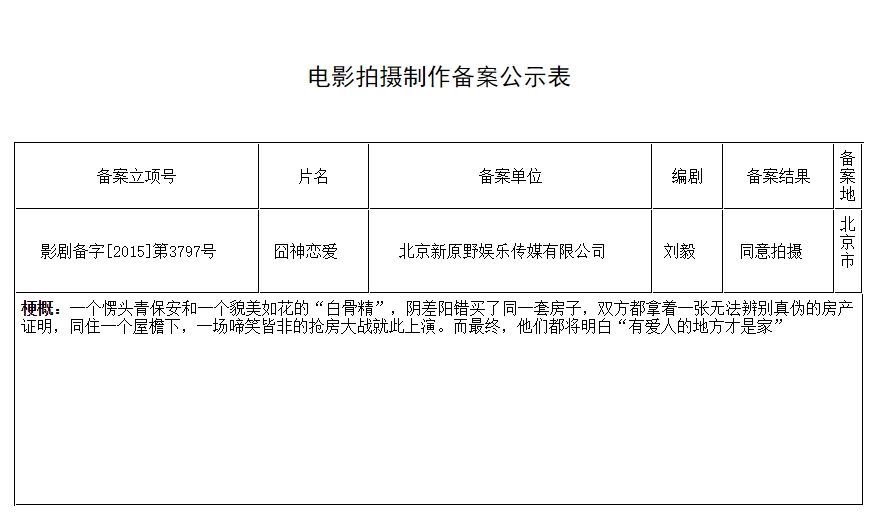 电影拍摄制作备案公示表
备案立项号 片名 备案单位 编剧 备案结果 备案地
影剧备字[2015]第3797号 囧神恋爱 北京新原野娱乐传媒有限公司 刘毅 同意拍摄 北京市
梗概：一个愣头青保安和一个貌美如花的“白骨精”，阴差阳错买了同一套房子，双方都拿着一张无法辨别真伪的房产
证明，同住一个屋檐下，一场啼笑皆非的抢房大战就此上演。而最终，他们都将明白“有爱人的地方才是家”